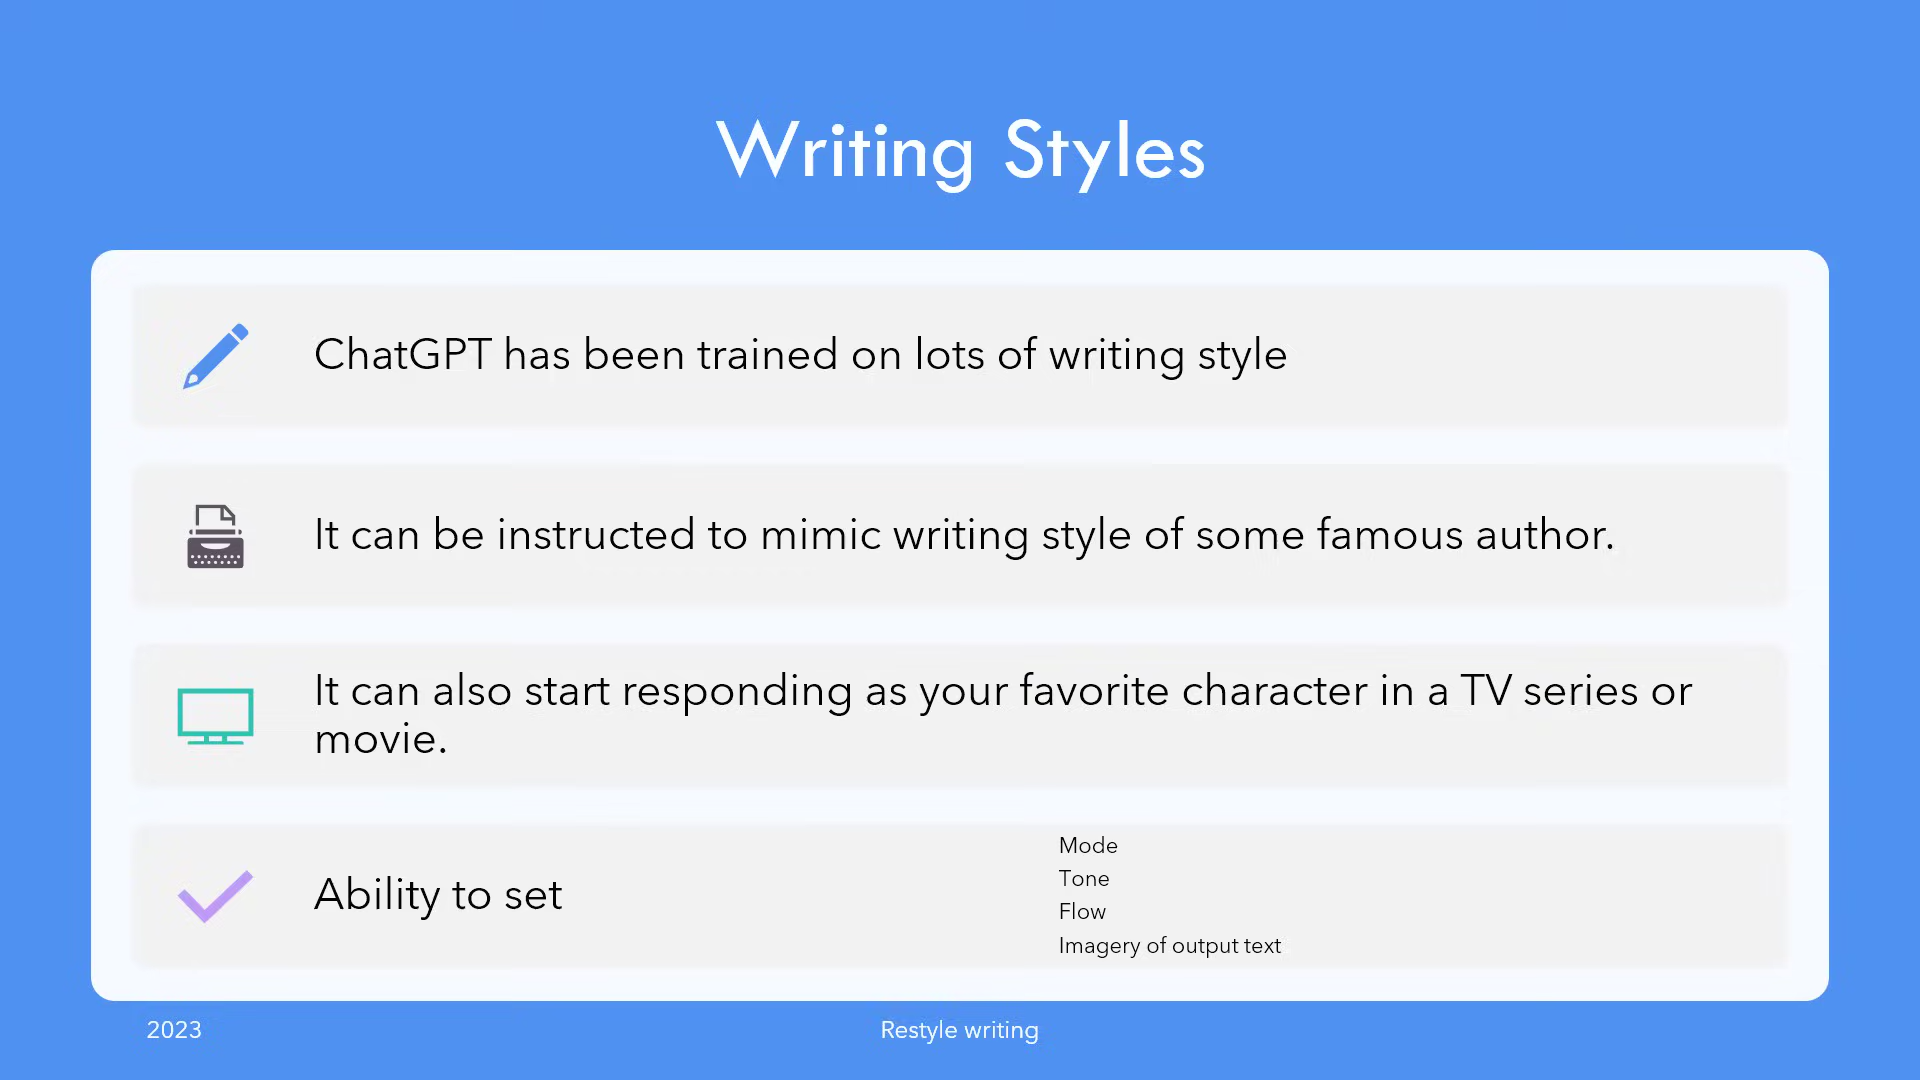 Writing Styles
ChatGPT has been trained on lots of writing style
It can be instructed to mimic writing style of some famous author.
It can also start responding as your favorite character in a TV series or
movie.
Ability to set
Mode
Tone
Flow
Imagery of output text
2023
Restyle writing